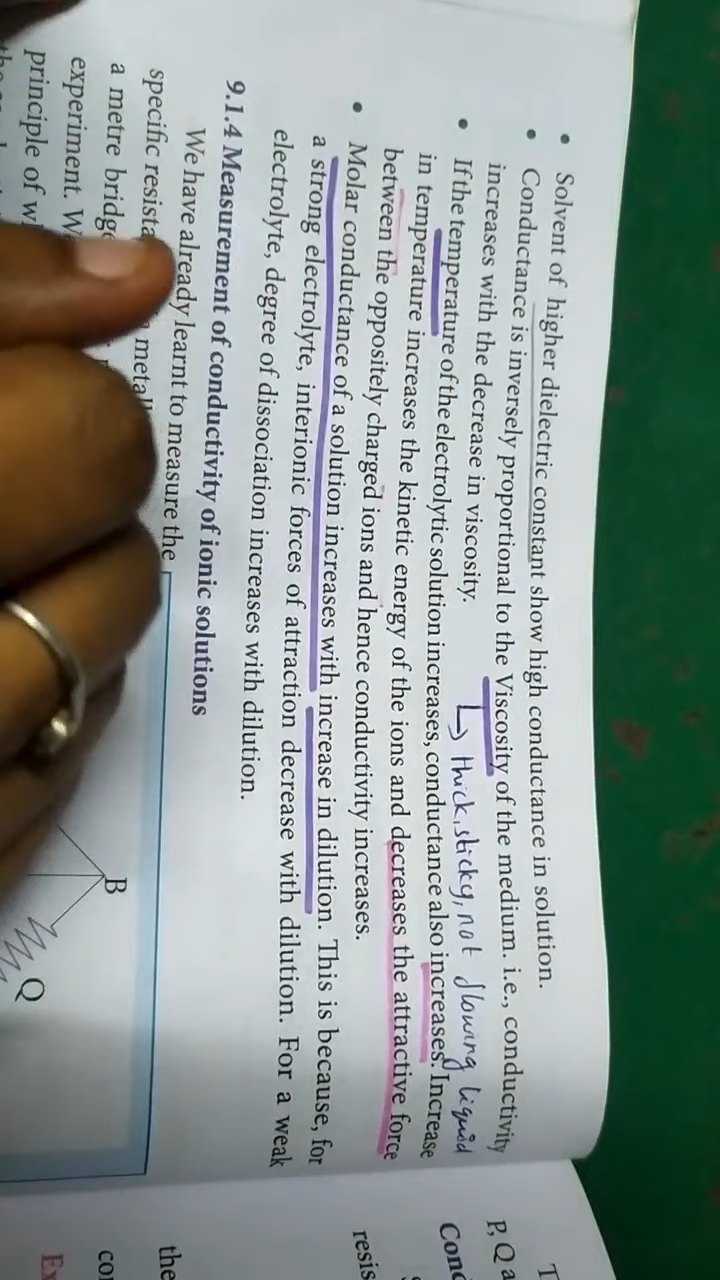 • Solvent of higher dielectric constant show high conductance in solution.
• Conductance is inversely proportional to the Viscosity of the medium. i.e., conductivity
increases with the decrease in viscosity.
↳ thick, sticky, not flowing liquid
• If the temperature of the electrolytic solution increases, conductance also increases. Increase
in temperature increases the kinetic energy of the ions and decreases the attractive force
between the oppositely charged ions and hence conductivity increases.
• Molar conductance of a solution increases with increase in dilution. This is because, for
a strong electrolyte, interionic forces of attraction decrease with dilution. For a weak
electrolyte, degree of dissociation increases with dilution.
9.1.4 Measurement of conductivity of ionic solutions
We have already learnt to measure the
specific
a metre
experiment.
principle of
B
Q
P, Q
the